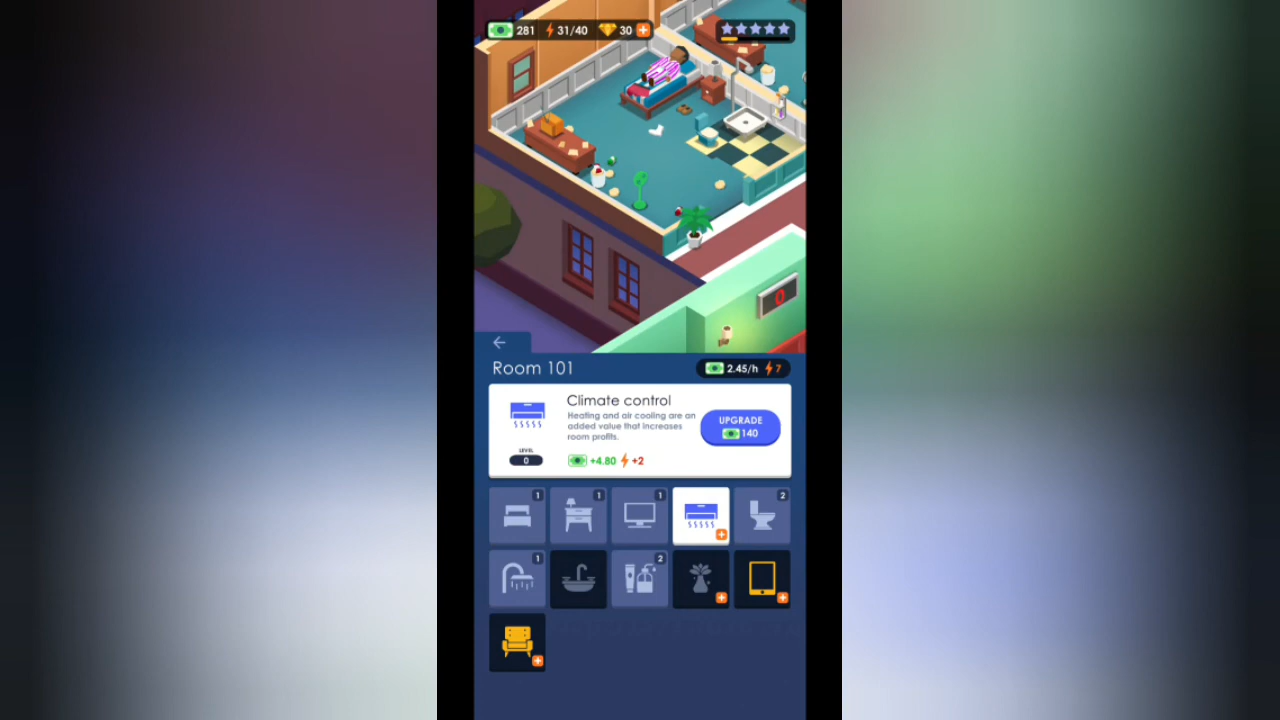 281 31/40 30
0
Room 101 2.45/h 7
Climate control
Heating and air cooling are an
added value that increases
room profits.
UPGRADE
140
LEVEL
0
+4.80 +2
1 1 1 2
1 2